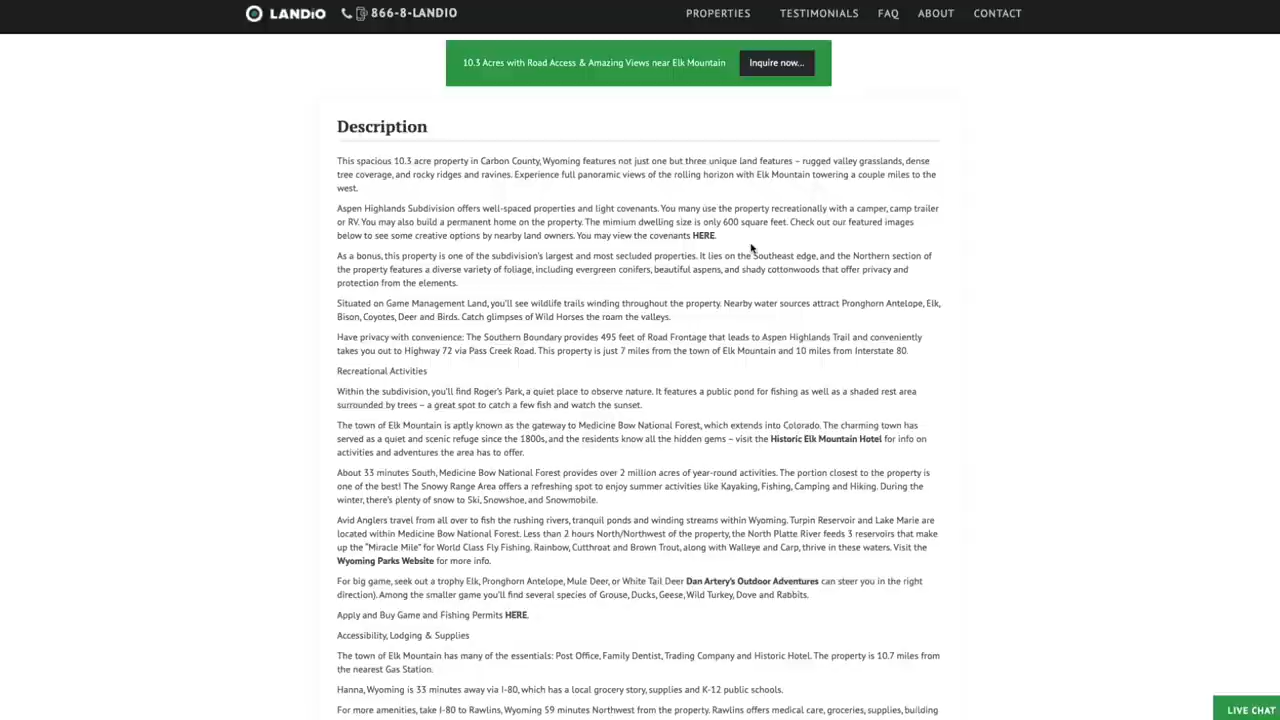 LANDiO 866-8-LANDIO PROPERTIES TESTIMONIALS FAQ ABOUT CONTACT
10.3 Acres with Road Access & Amazing Views near Elk Mountain Inquire now...
Description
This spacious 10.3 acre property in Carbon County, Wyoming features not just one but three unique land features – rugged valley grasslands, dense
tree coverage, and rocky ridges and ravines. Experience full panoramic views of the rolling horizon with Elk Mountain towering a couple miles to the
west.
Aspen Highlands Subdivision offers well-spaced properties and light covenants. You many use the property recreationally with a camper, camp trailer
or RV. You may also build a permanent home on the property. The mimium dwelling size is only 600 square feet. Check out our featured images
below to see some creative options by nearby land owners. You may view the covenants HERE.
As a bonus, this property is one of the subdivision's largest and most secluded properties. It lies on the Southeast edge, and the Northern section of
the property features a diverse variety of foliage, including evergreen conifers, beautiful aspens, and shady cottonwoods that offer privacy and
protection from the elements.
Situated on Game Management Land, you'll see wildlife trails winding throughout the property. Nearby water sources attract Pronghorn Antelope, Elk,
Bison, Coyotes, Deer and Birds. Catch glimpses of Wild Horses the roam the valleys.
Have privacy with convenience: The Southern Boundary provides 495 feet of Road Frontage that leads to Aspen Highlands Trail and conveniently
takes you out to Highway 72 via Pass Creek Road. This property is just 7 miles from the town of Elk Mountain and 10 miles from Interstate 80.
Recreational Activities
Within the subdivision, you'll find Roger's Park, a quiet place to observe nature. It features a public pond for fishing as well as a shaded rest area
surrounded by trees – a great spot to catch a few fish and watch the sunset.
The town of Elk Mountain is aptly known as the gateway to Medicine Bow National Forest, which extends into Colorado. The charming town has
served as a quiet and scenic refuge since the 1800s, and the residents know all the hidden gems – visit the Historic Elk Mountain Hotel for info on
activities and adventures the area has to offer.
About 33 minutes South, Medicine Bow National Forest provides over 2 million acres of year-round activities. The portion closest to the property is
one of the best! The Snowy Range Area offers a refreshing spot to enjoy summer activities like Kayaking, Fishing, Camping and Hiking. During the
winter, there's plenty of snow to Ski, Snowshoe, and Snowmobile.
Avid Anglers travel from all over to fish the rushing rivers, tranquil ponds and winding streams within Wyoming. Turpin Reservoir and Lake Marie are
located within Medicine Bow National Forest. Less than 2 hours North/Northwest of the property, the North Platte River feeds 3 reservoirs that make
up the "Miracle Mile" for World Class Fly Fishing. Rainbow, Cutthroat and Brown Trout, along with Walleye and Carp, thrive in these waters. Visit the
Wyoming Parks Website for more info.
For big game, seek out a trophy Elk, Pronghorn Antelope, Mule Deer, or White Tail Deer Dan Artery's Outdoor Adventures can steer you in the right
direction). Among the smaller game you'll find several species of Grouse, Ducks, Geese, Wild Turkey, Dove and Rabbits.
Apply and Buy Game and Fishing Permits HERE.
Accessibility, Lodging & Supplies
The town of Elk Mountain has many of the essentials: Post Office, Family Dentist, Trading Company and Historic Hotel. The property is 10.7 miles from
the nearest Gas Station.
Hanna, Wyoming is 33 minutes away via I-80, which has a local grocery story, supplies and K-12 public schools.
For more amenities, take I-80 to Rawlins, Wyoming 59 minutes Northwest from the property. Rawlins offers medical care, groceries, supplies, building
LIVE CHAT